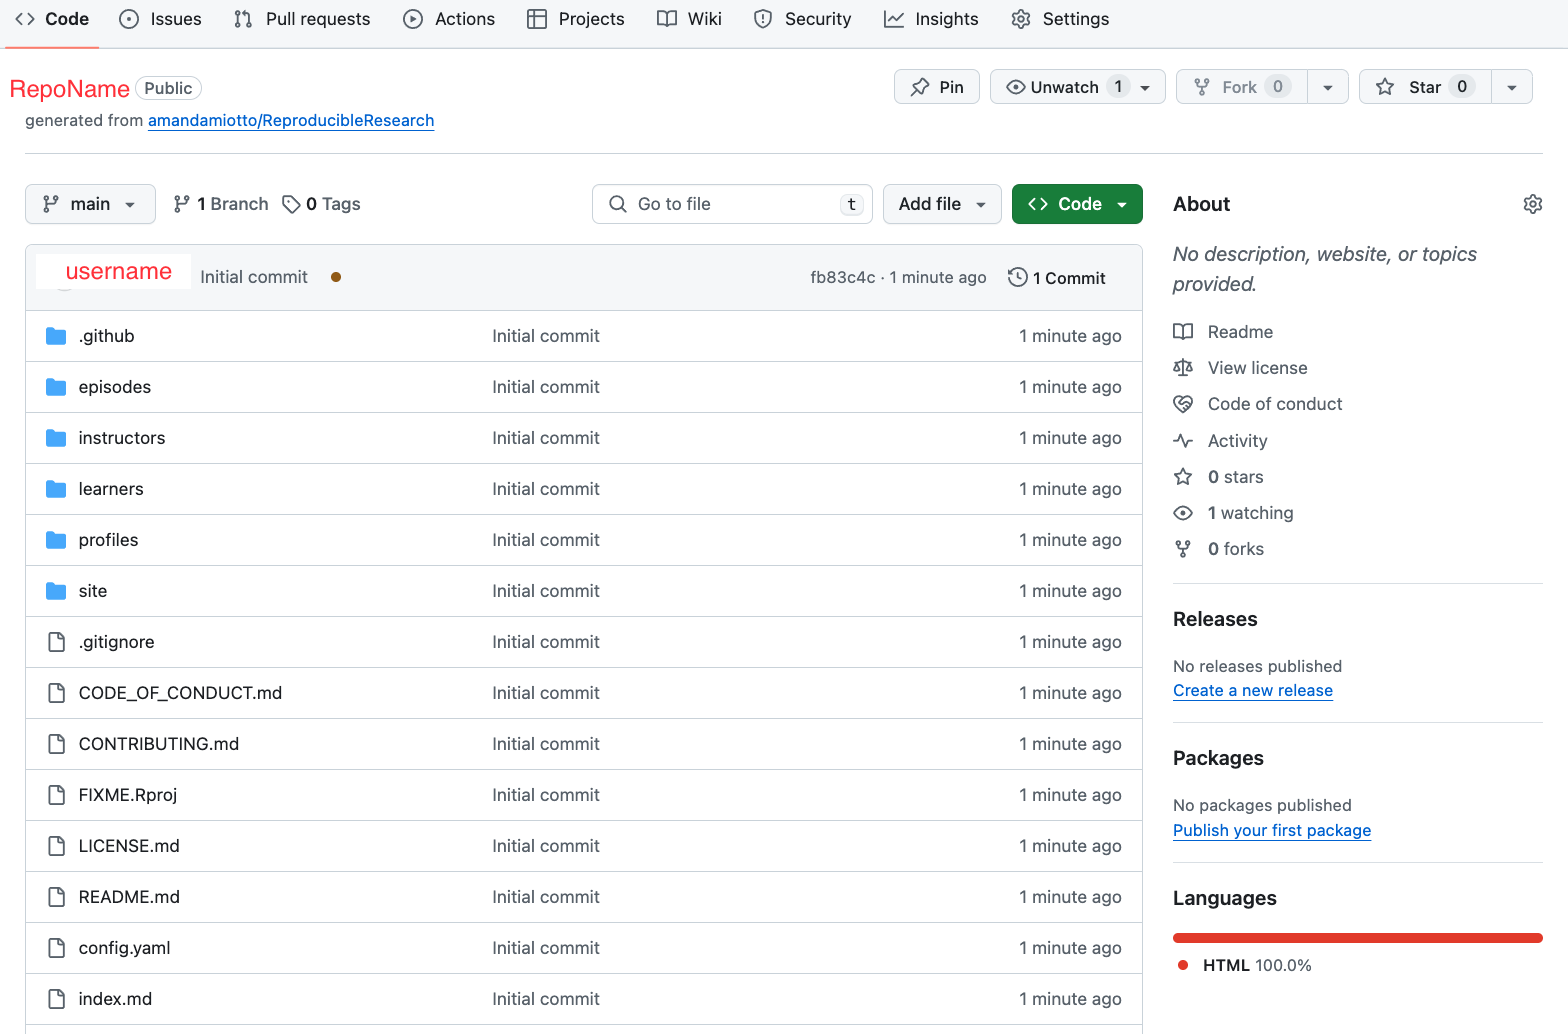 Code Issues Pull requests Actions Projects Wiki Security Insights Settings
RepoName Public Pin Unwatch 1 Fork 0 Star 0
generated from amandamiotto/ReproducibleResearch
main 1 Branch 0 Tags Go to file t Add file Code
username Initial commit fb83c4c · 1 minute ago 1 Commit
.github Initial commit 1 minute ago
episodes Initial commit 1 minute ago
instructors Initial commit 1 minute ago
learners Initial commit 1 minute ago
profiles Initial commit 1 minute ago
site Initial commit 1 minute ago
.gitignore Initial commit 1 minute ago
CODE_OF_CONDUCT.md Initial commit 1 minute ago
CONTRIBUTING.md Initial commit 1 minute ago
FIXME.Rproj Initial commit 1 minute ago
LICENSE.md Initial commit 1 minute ago
README.md Initial commit 1 minute ago
config.yaml Initial commit 1 minute ago
index.md Initial commit 1 minute ago
About
No description, website, or topics
provided.
Readme
View license
Code of conduct
Activity
0 stars
1 watching
0 forks
Releases
No releases published
Create a new release
Packages
No packages published
Publish your first package
Languages
HTML 100.0%